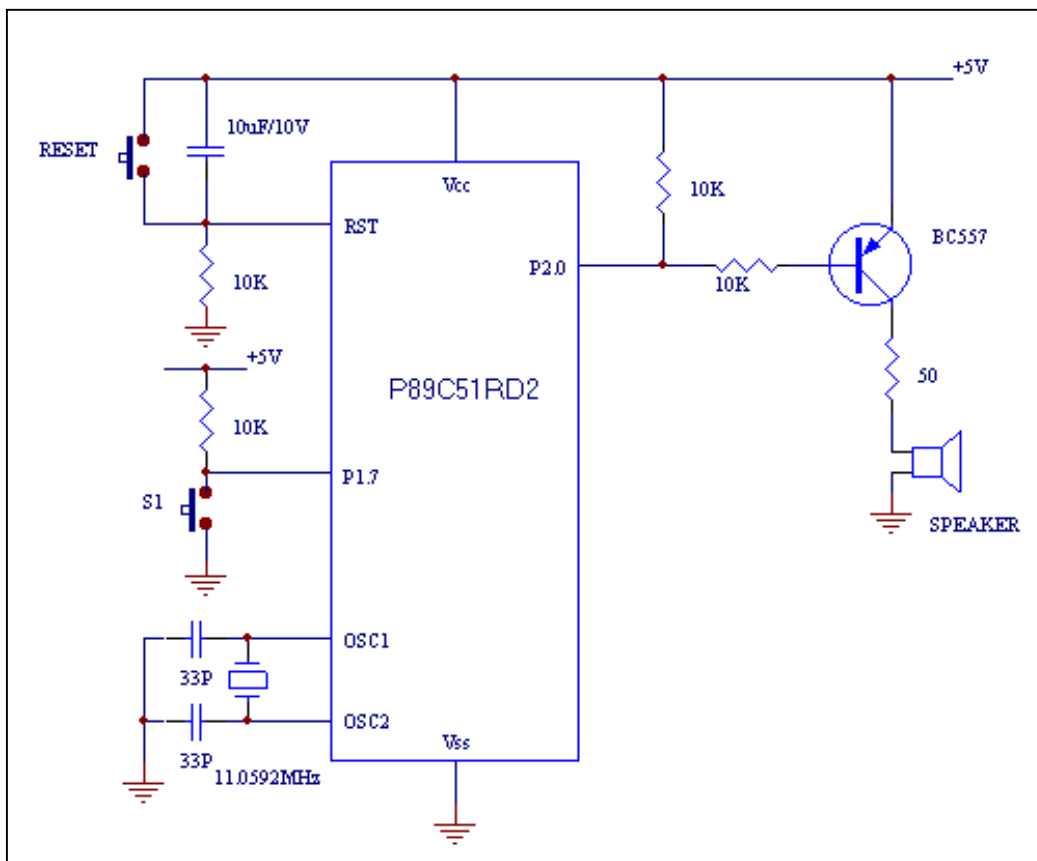 +5V
10uF/10V
RESET
Vcc
10K
RST
BC557
P2.0
10K
10K
+5V
P89C51RD2
50
10K
P1.7
S1
SPEAKER
OSC1
33P
OSC2
Vss
33P
11.0592MHz